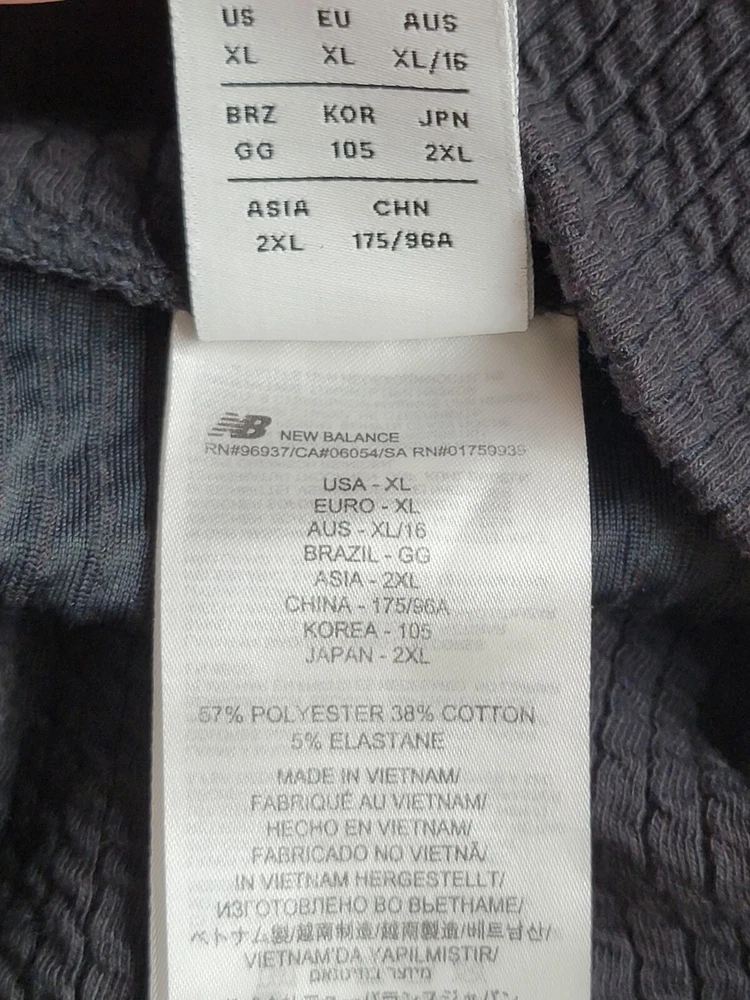 US EU AUS
XL XL XL/16
BRZ KOR JPN
GG 105 2XL
ASIA CHN
2XL 175/96A
NB NEW BALANCE
RN#96937/CA#06054/SA RN#01759939
USA - XL
EURO - XL
AUS - XL/16
BRAZIL - GG
ASIA - 2XL
CHINA - 175/96A
KOREA - 105
JAPAN - 2XL
57% POLYESTER 38% COTTON
5% ELASTANE
MADE IN VIETNAM/
FABRIQUÉ AU VIETNAM/
HECHO EN VIETNAM/
FABRICADO NO VIETNÃ/
IN VIETNAM HERGESTELLT/
ИЗГОТОВЛЕНО ВО ВЬЕТНАМЕ/
ベトナム製/越南制造/越南製造/베트남산/
VIETNAM'DA YAPILMISTIR/